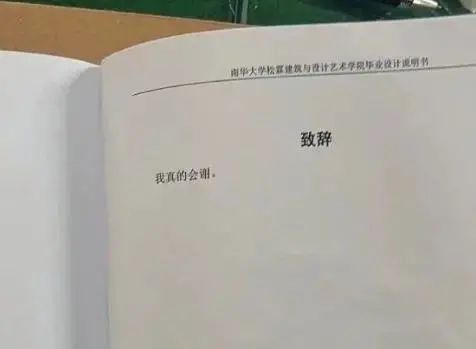 南华大学松霖建筑与设计艺术学院毕业设计说明书
致辞
我真的会谢。